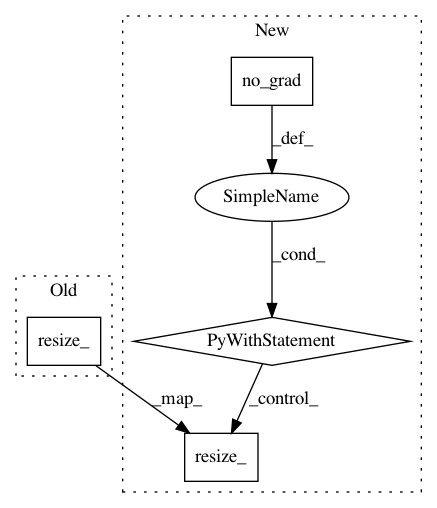 New
no_grad
_def_
SimpleName
_cond_
Old
PyWithStatement
resize_
_map_
_control_
resize_